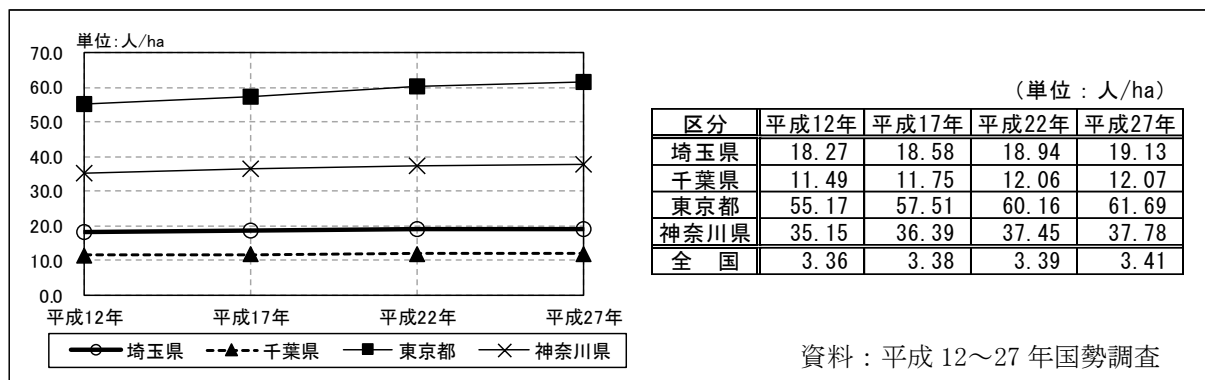 単位：人/ha
70.0
60.0
50.0
40.0
30.0
20.0
10.0
0.0
平成12年 平成17年 平成22年 平成27年
埼玉県 千葉県 東京都 神奈川県
（単位：人/ha）
区分 平成12年 平成17年 平成22年 平成27年
埼玉県 18.27 18.58 18.94 19.13
千葉県 11.49 11.75 12.06 12.07
東京都 55.17 57.51 60.16 61.69
神奈川県 35.15 36.39 37.45 37.78
全　国 3.36 3.38 3.39 3.41
資料：平成 12～27 年国勢調査